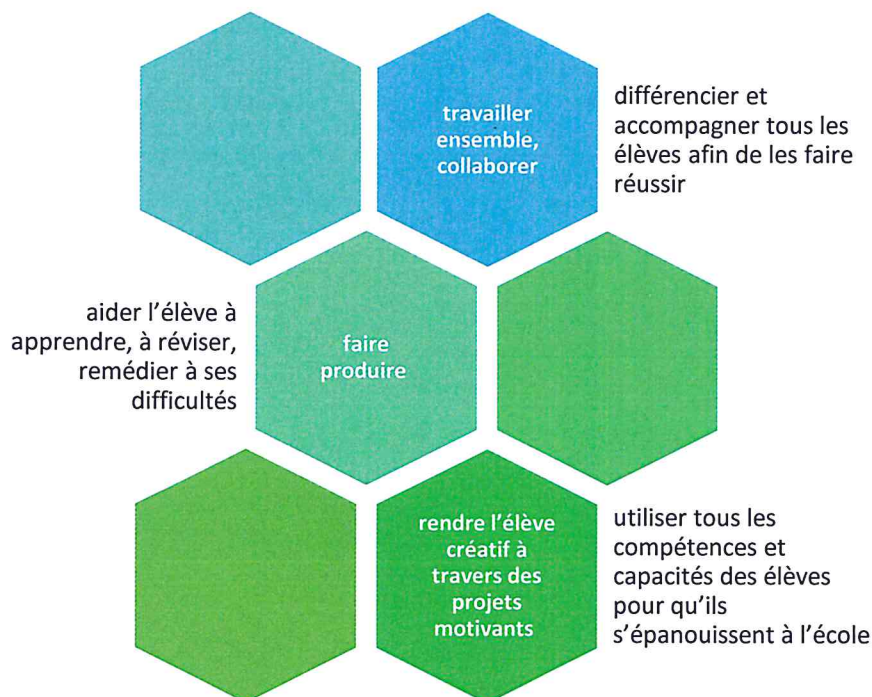 travailler
ensemble,
collaborer
différencier et
accompagner tous les
élèves afin de les faire
réussir
aider l'élève à
apprendre, à réviser,
remédier à ses
difficultés
faire
produire
rendre l'élève
créatif à
travers des
projets
motivants
utiliser tous les
compétences et
capacités des élèves
pour qu'ils
s'épanouissent à l'école